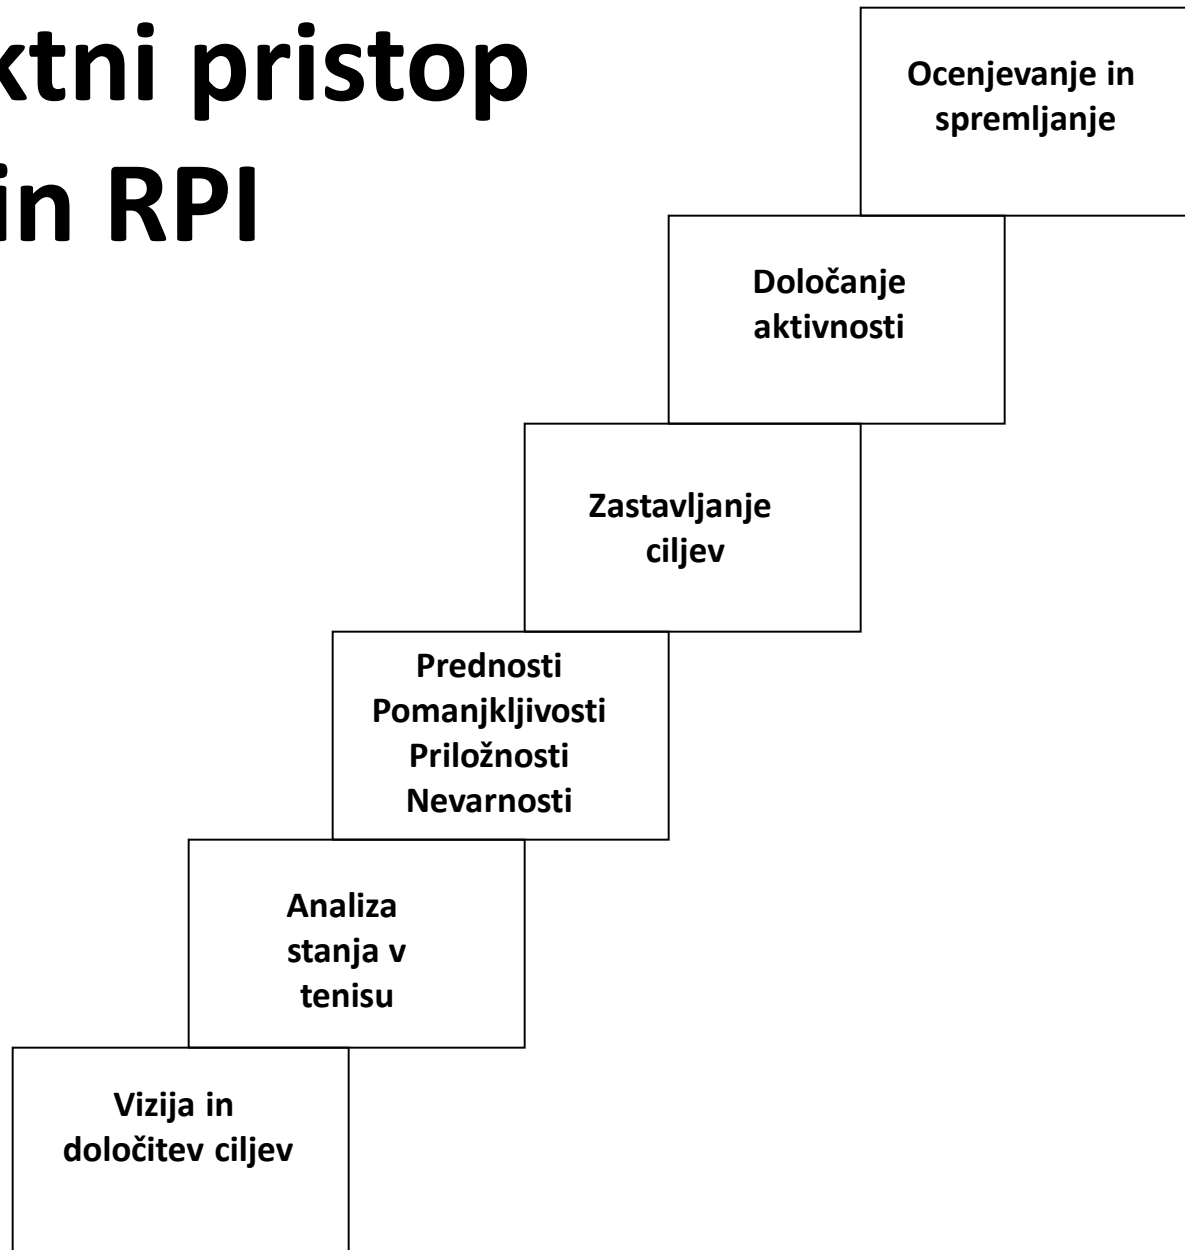 ktni pristop
in RPI
Ocenjevanje in
spremljanje
Določanje
aktivnosti
Zastavljanje
ciljev
Prednosti
Pomanjkljivosti
Priložnosti
Nevarnosti
Analiza
stanja v
tenisu
Vizija in
določitev ciljev